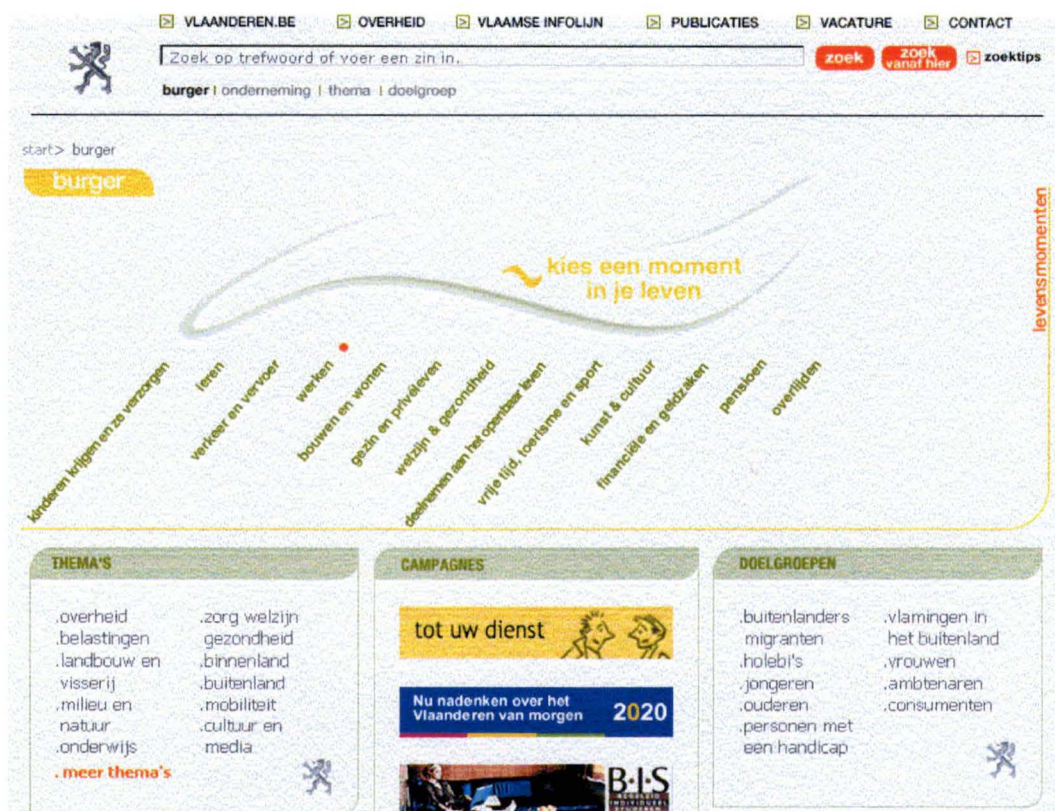 VLAANDEREN.BE OVERHEID VLAAMSE INFOLIJN PUBLICATIES VACATURE CONTACT
Zoek op trefwoord of voer een zin in.
zoek
zoek
vanaf hier
zoektips
burger | onderneming | thema | doelgroep
start> burger
burger
levensmomenten
kies een moment
in je leven
kinderen krijgen en ze verzorgen
leren
verkeer en vervoer
werken
bouwen en wonen
gezin en privéleven
welzijn & gezondheid
deelnemen aan het openbaar leven
vrije tijd, toerisme en sport
kunst & cultuur
financiële en geldzaken
pensioen
overlijden
THEMA'S
.overheid
.belastingen
.landbouw en
visserij
.milieu en
natuur
.onderwijs
. meer thema's
.zorg welzijn
gezondheid
.binnenland
.buitenland
.mobiliteit
.cultuur en
media
CAMPAGNES
tot uw dienst
Nu nadenken over het
Vlaanderen van morgen 2020
B·I·S
DOELGROEPEN
.buitenlanders
migranten
.holebi's
.jongeren
.ouderen
.personen met
een handicap
.vlamingen in
het buitenland
.vrouwen
.ambtenaren
.consumenten